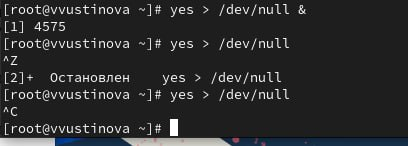 [root@vvustinova ~]# yes > /dev/null &
[1] 4575
[root@vvustinova ~]# yes > /dev/null
^Z
[2]+  Остановлен    yes > /dev/null
[root@vvustinova ~]# yes > /dev/null
^C
[root@vvustinova ~]#